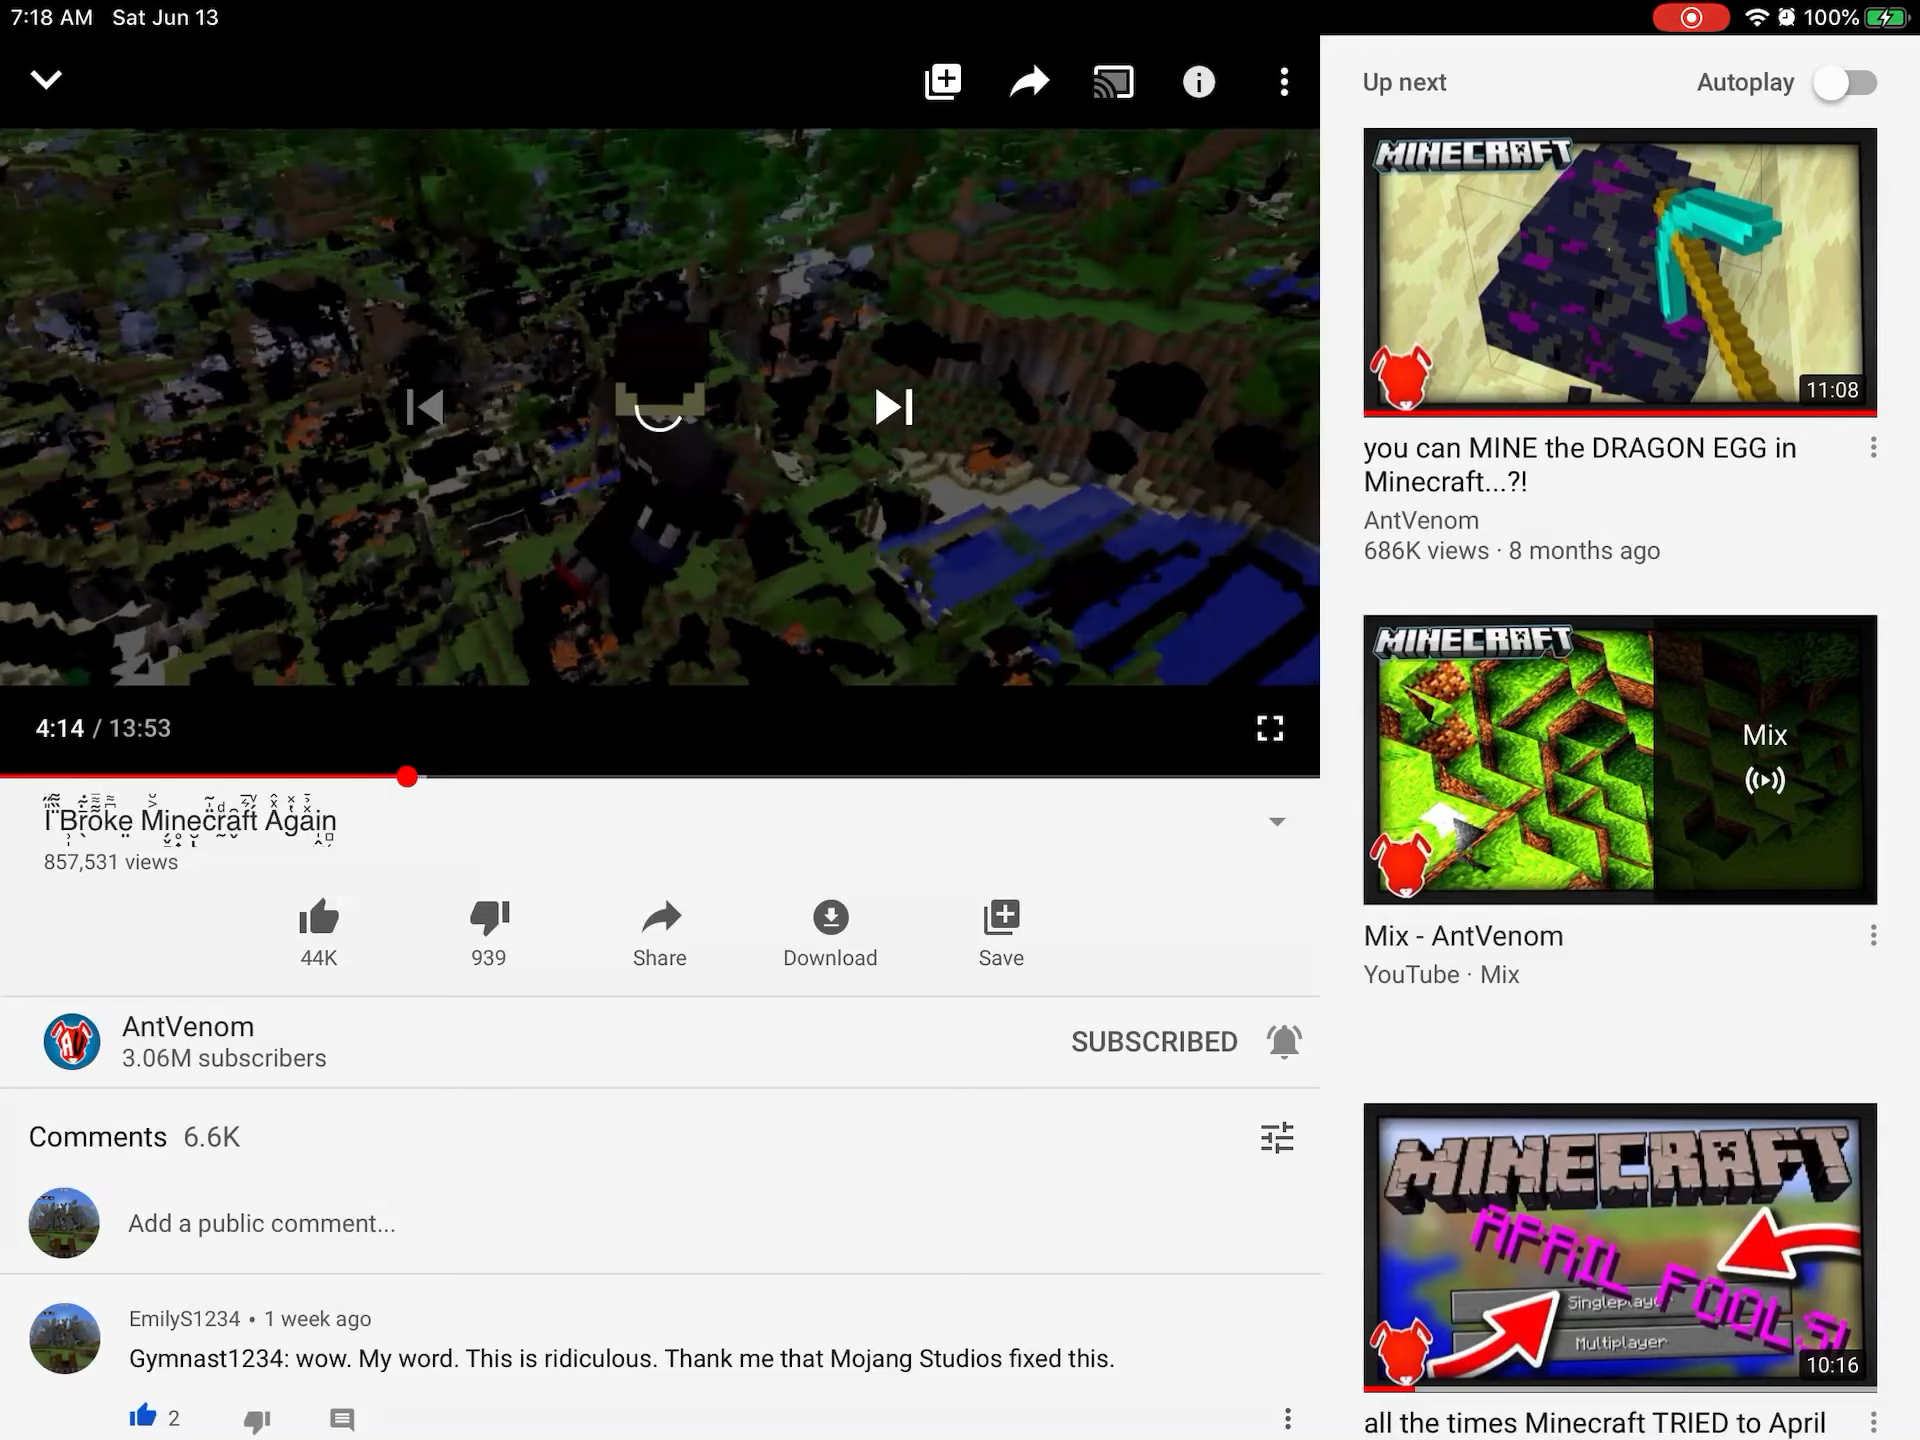 7:18 AM Sat Jun 13
100%
Up next
Autoplay
MINECRAFT
11:08
you can MINE the DRAGON EGG in
Minecraft...?!
AntVenom
686K views · 8 months ago
4:14 / 13:53
I Broke Minecraft Again
857,531 views
44K
939
Share
Download
Save
AntVenom
3.06M subscribers
SUBSCRIBED
Comments 6.6K
Add a public comment...
EmilyS1234 • 1 week ago
Gymnast1234: wow. My word. This is ridiculous. Thank me that Mojang Studios fixed this.
2
MINECRAFT
Mix
Mix - AntVenom
YouTube · Mix
MINECRAFT
APRIL FOOLS!
Singleplayer
Multiplayer
10:16
all the times Minecraft TRIED to April